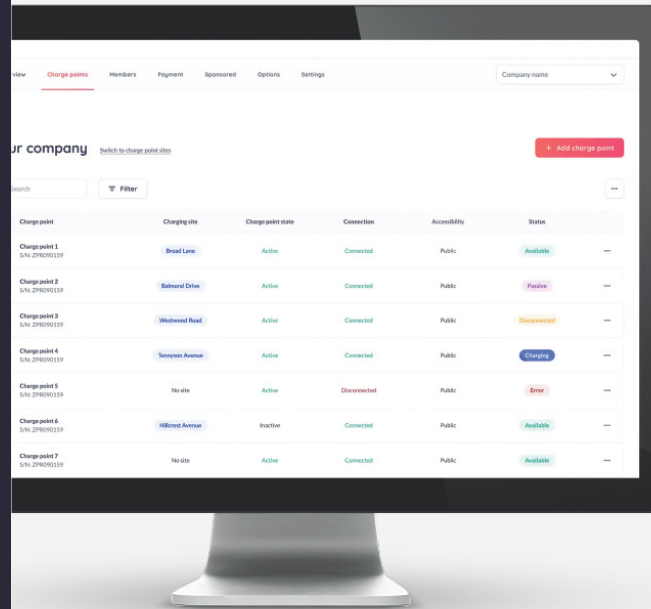 view Charge points Members Payment Sponsored Options Settings Company name
ur company Switch to charge point sites + Add charge point
Search Filter ...
Charge point Charging site Charge point state Connection Accessibility Status
Charge point 1 Broad Lane Active Connected Public Available ...
S/N: ZPR090159
Charge point 2 Balmoral Drive Active Connected Public Passive ...
S/N: ZPR090159
Charge point 3 Westwood Road Active Connected Public Disconnected ...
S/N: ZPR090159
Charge point 4 Tennyson Avenue Active Connected Public Charging ...
S/N: ZPR090159
Charge point 5 No site Active Disconnected Public Error ...
S/N: ZPR090159
Charge point 6 Hillcrest Avenue Inactive Connected Public Available ...
S/N: ZPR090159
Charge point 7 No site Active Connected Public Available ...
S/N: ZPR090159